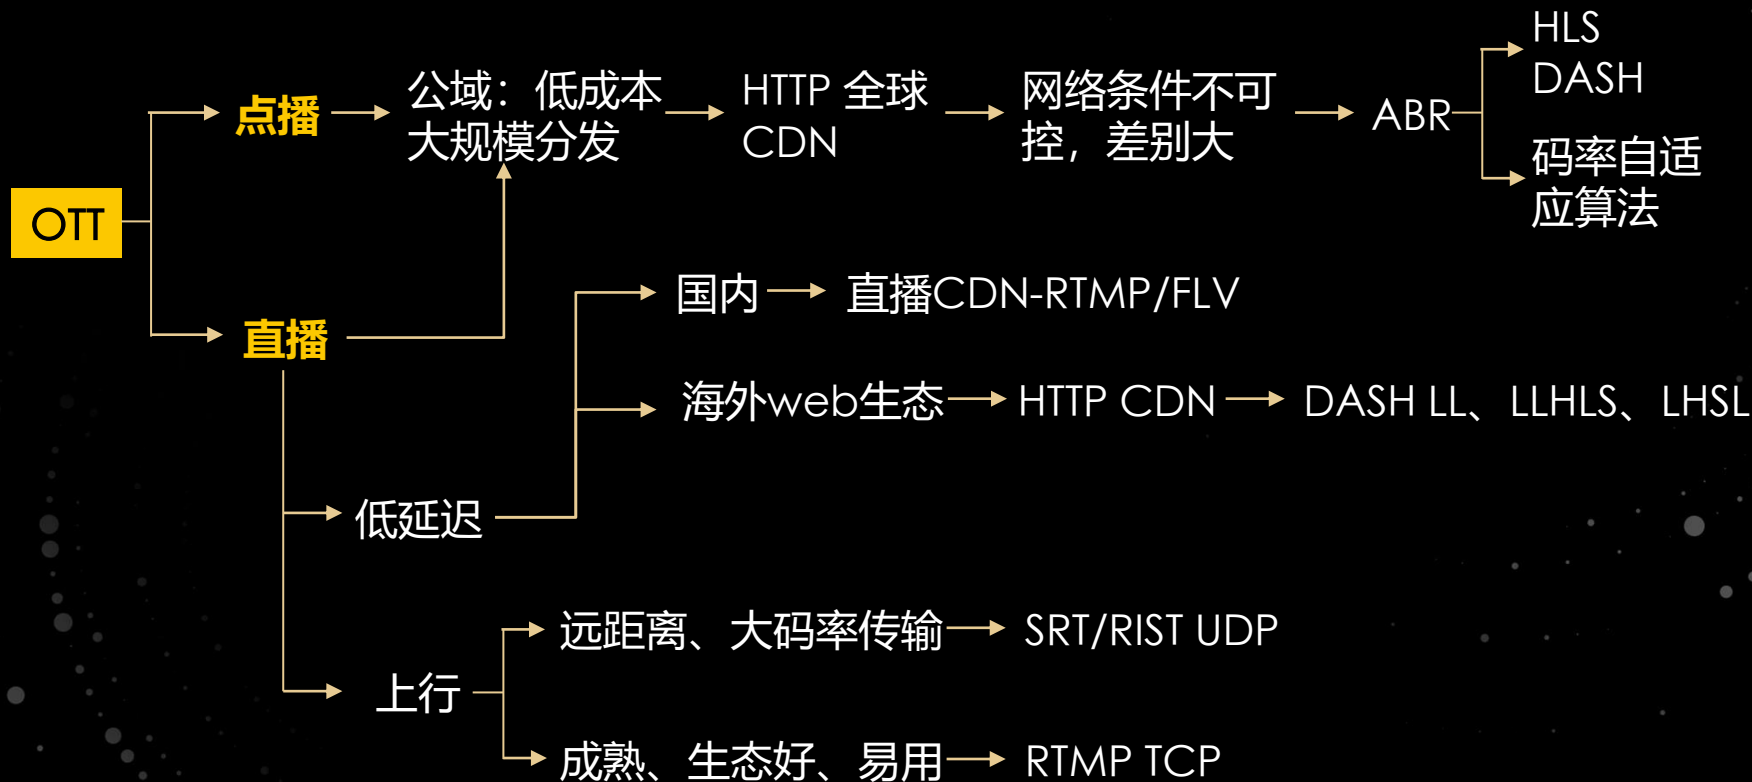 HLS
DASH
点播
公域：低成本
大规模分发
HTTP 全球
CDN
网络条件不可
控，差别大
ABR
码率自适
应算法
OTT
国内
直播CDN-RTMP/FLV
直播
海外web生态
HTTP CDN
DASH LL、LLHLS、LHSL
低延迟
远距离、大码率传输
SRT/RIST UDP
上行
成熟、生态好、易用
RTMP TCP